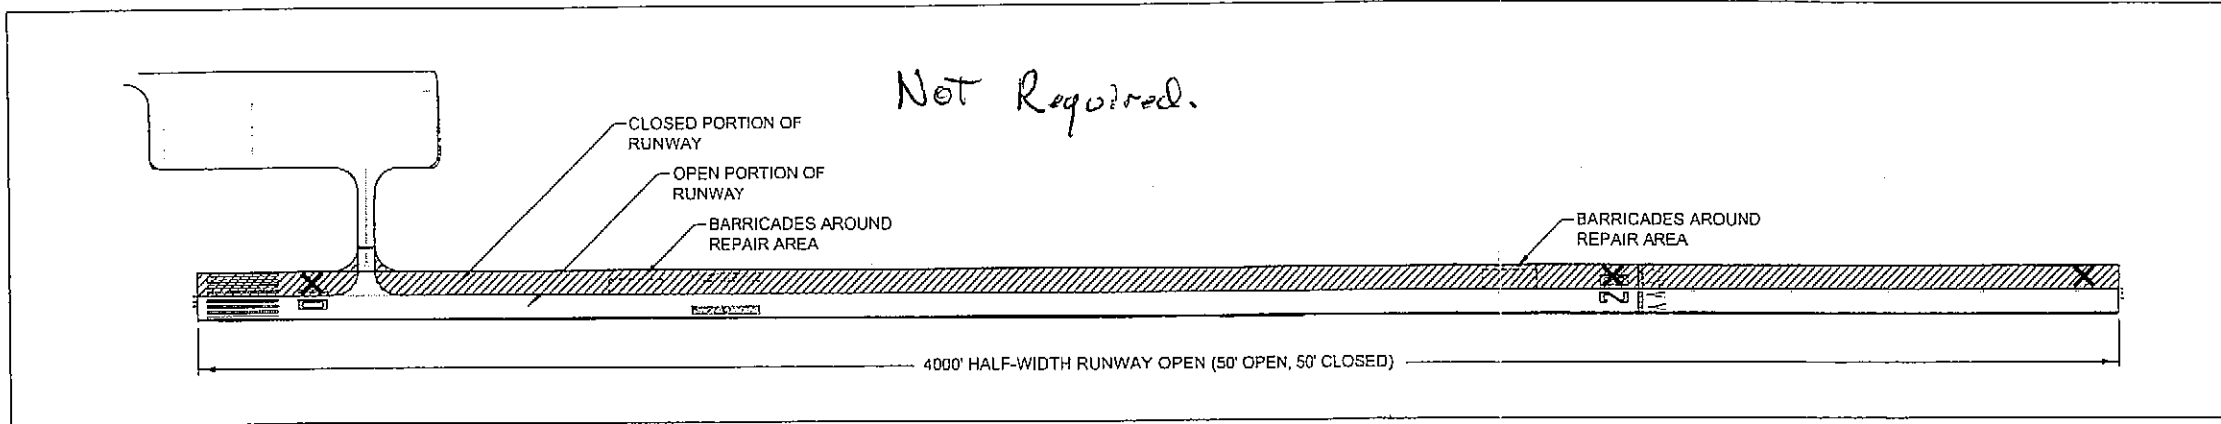 Not Required.
CLOSED PORTION OF
RUNWAY
OPEN PORTION OF
RUNWAY
BARRICADES AROUND
REPAIR AREA
BARRICADES AROUND
REPAIR AREA
4000' HALF-WIDTH RUNWAY OPEN (50' OPEN, 50' CLOSED)